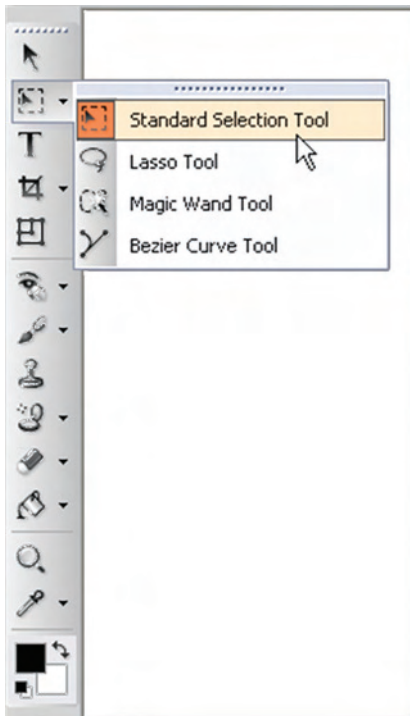 Standard Selection Tool
T
Lasso Tool
Magic Wand Tool
Bezier Curve Tool